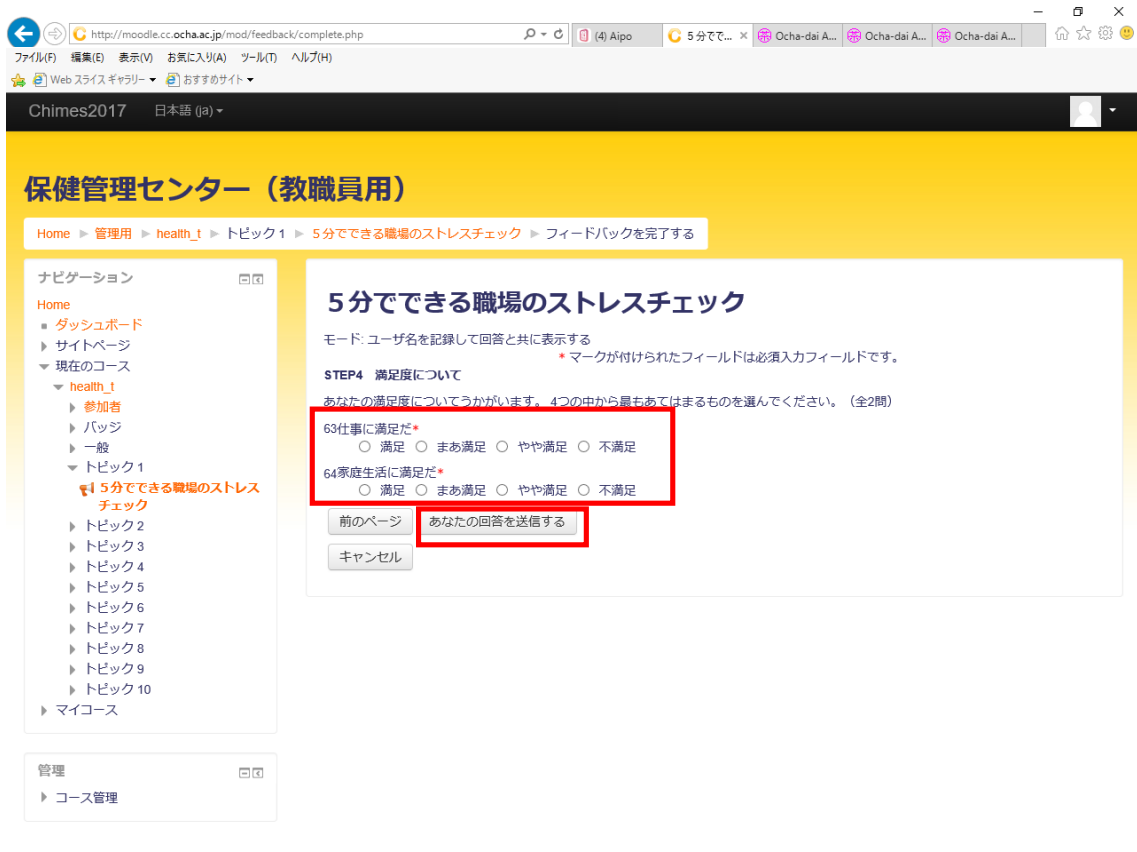 http://moodle.cc.ocha.ac.jp/mod/feedback/complete.php
(4) Aipo
5 分でで...
Ocha-dai A...
Ocha-dai A...
Ocha-dai A...
ファイル(F) 編集(E) 表示(V) お気に入り(A) ツール(T) ヘルプ(H)
Web スライス ギャラリー おすすめサイト
Chimes2017 日本語 (ja)
保健管理センター（教職員用）
Home 管理用 health_t トピック 1 ５分でできる職場のストレスチェック フィードバックを完了する
ナビゲーション
Home
ダッシュボード
サイトページ
現在のコース
health_t
参加者
バッジ
一般
トピック 1
５分でできる職場のストレス
チェック
トピック 2
トピック 3
トピック 4
トピック 5
トピック 6
トピック 7
トピック 8
トピック 9
トピック 10
マイコース
管理
コース管理
５分でできる職場のストレスチェック
モード: ユーザ名を記録して回答と共に表示する
* マークが付けられたフィールドは必須入力フィールドです。
STEP4 満足度について
あなたの満足度についてうかがいます。 4つの中から最もあてはまるものを選んでください。（全2問）
63仕事に満足だ*
満足 まあ満足 やや満足 不満足
64家庭生活に満足だ*
満足 まあ満足 やや満足 不満足
前のページ あなたの回答を送信する
キャンセル